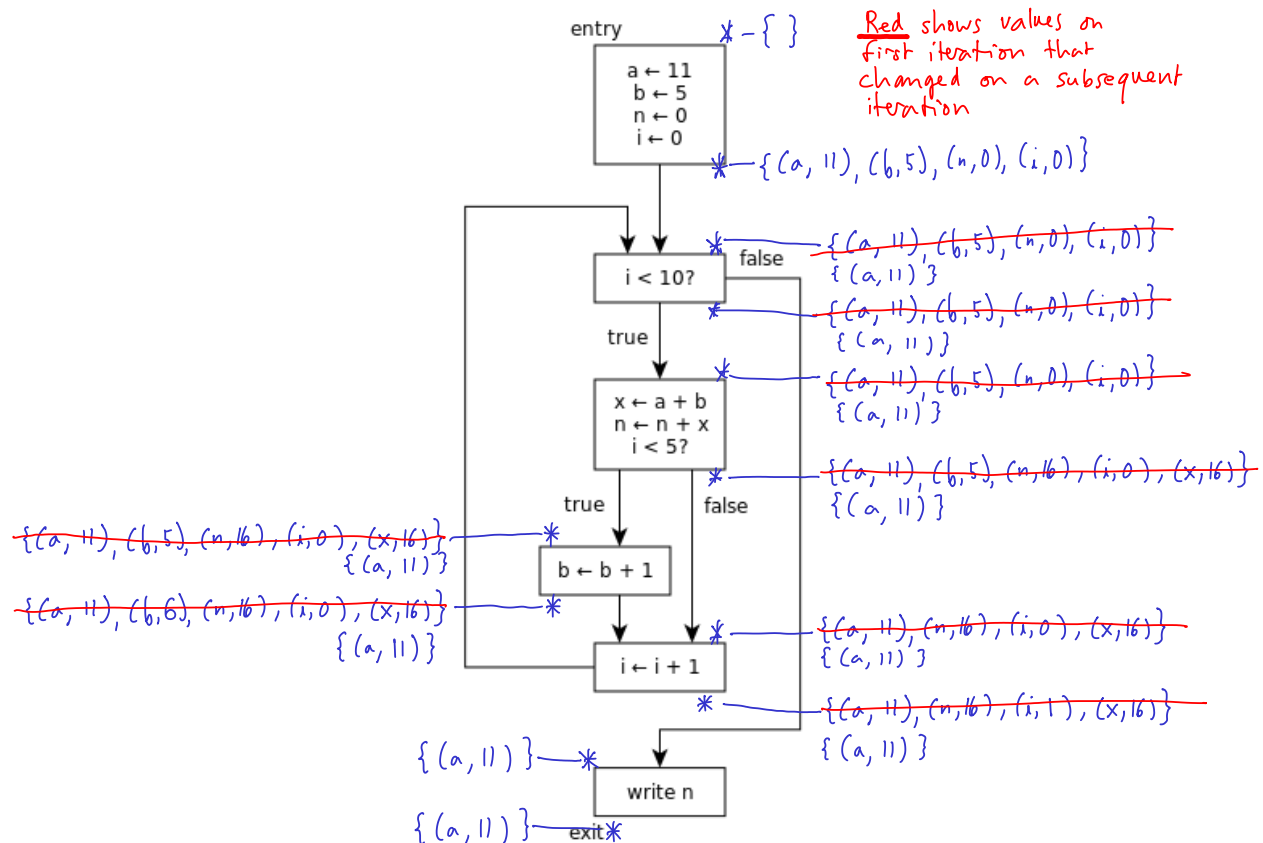 entry
{ }
Red shows values on
first iteration that
changed on a subsequent
iteration
a ← 11
b ← 5
n ← 0
i ← 0
{(a, 11), (b,5), (n,0), (i,0)}
{(a, 11), (b,5), (n,0), (i,0)}
{(a, 11)}
i < 10?
false
{(a, 11), (b,5), (n,0), (i,0)}
{(a, 11)}
true
{(a, 11), (b,5), (n,0), (i,0)}
{(a, 11)}
x ← a + b
n ← n + x
i < 5?
{(a, 11), (b,5), (n,16), (i,0), (x,16)}
{(a, 11)}
true
false
{(a, 11), (b,5), (n,16), (i,0), (x,16)}
{(a, 11)}
b ← b + 1
{(a, 11), (b,6), (n,16), (i,0), (x,16)}
{(a, 11)}
{(a, 11), (n,16), (i,0), (x,16)}
{(a, 11)}
i ← i + 1
{(a, 11), (n,16), (i,1), (x,16)}
{(a, 11)}
{(a, 11)}
write n
{(a, 11)}
exit